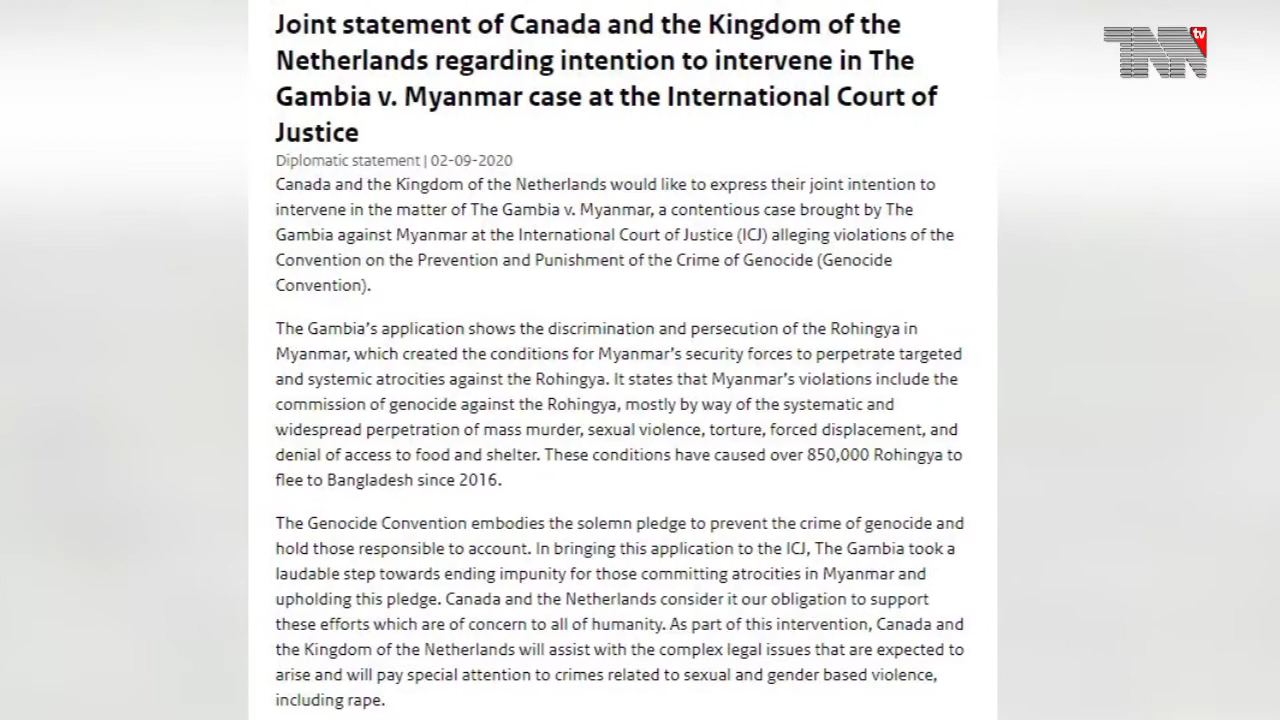 Joint statement of Canada and the Kingdom of the
Netherlands regarding intention to intervene in The
Gambia v. Myanmar case at the International Court of
Justice
Diplomatic statement | 02-09-2020
Canada and the Kingdom of the Netherlands would like to express their joint intention to
intervene in the matter of The Gambia v. Myanmar, a contentious case brought by The
Gambia against Myanmar at the International Court of Justice (ICJ) alleging violations of the
Convention on the Prevention and Punishment of the Crime of Genocide (Genocide
Convention).
The Gambia’s application shows the discrimination and persecution of the Rohingya in
Myanmar, which created the conditions for Myanmar’s security forces to perpetrate targeted
and systemic atrocities against the Rohingya. It states that Myanmar’s violations include the
commission of genocide against the Rohingya, mostly by way of the systematic and
widespread perpetration of mass murder, sexual violence, torture, forced displacement, and
denial of access to food and shelter. These conditions have caused over 850,000 Rohingya to
flee to Bangladesh since 2016.
The Genocide Convention embodies the solemn pledge to prevent the crime of genocide and
hold those responsible to account. In bringing this application to the ICJ, The Gambia took a
laudable step towards ending impunity for those committing atrocities in Myanmar and
upholding this pledge. Canada and the Netherlands consider it our obligation to support
these efforts which are of concern to all of humanity. As part of this intervention, Canada and
the Kingdom of the Netherlands will assist with the complex legal issues that are expected to
arise and will pay special attention to crimes related to sexual and gender based violence,
including rape.
TNN tv